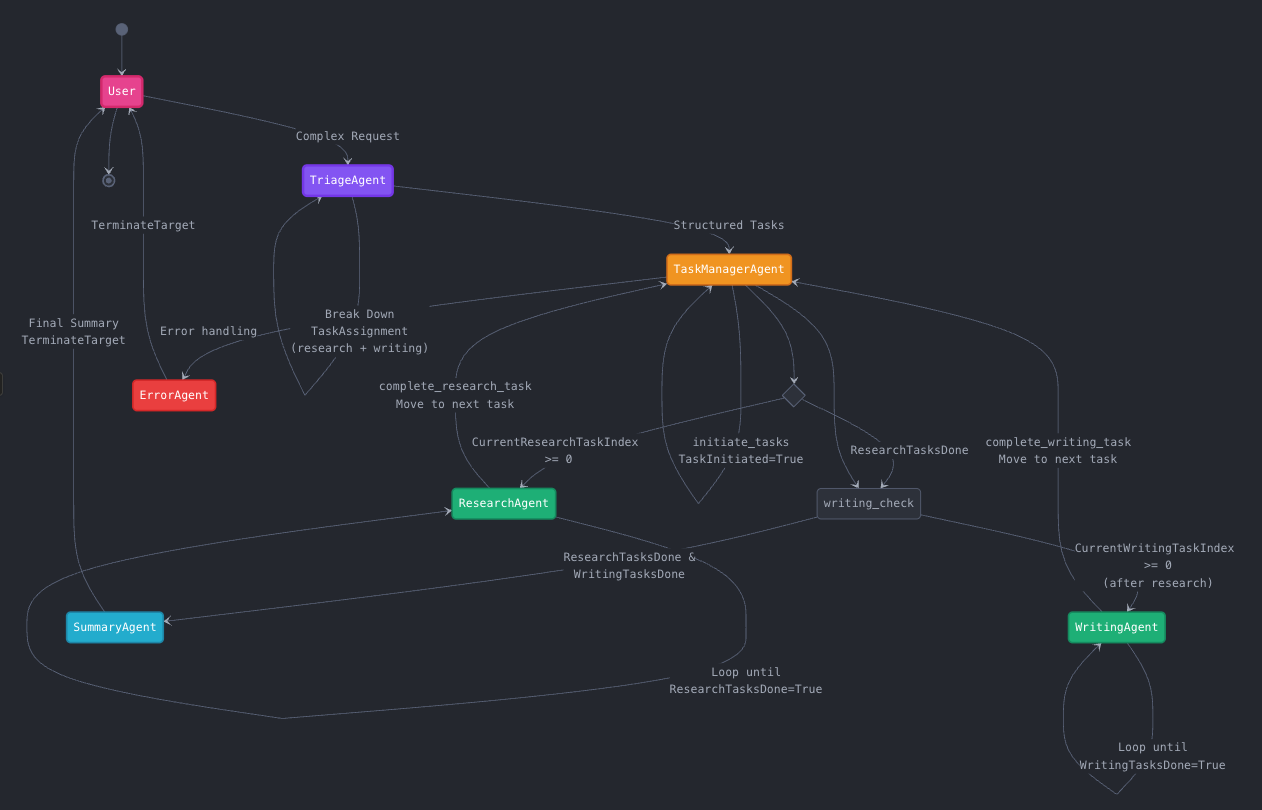 User
Complex Request
TriageAgent
TerminateTarget
Structured Tasks
TaskManagerAgent
Break Down
TaskAssignment
(research + writing)
Final Summary
TerminateTarget
Error handling
ErrorAgent
complete_research_task
Move to next task
CurrentResearchTaskIndex
>= 0
initiate_tasks
TaskInitiated=True
ResearchTasksDone
complete_writing_task
Move to next task
ResearchAgent
writing_check
ResearchTasksDone &
WritingTasksDone
CurrentWritingTaskIndex
>= 0
(after research)
SummaryAgent
WritingAgent
Loop until
ResearchTasksDone=True
Loop until
WritingTasksDone=True